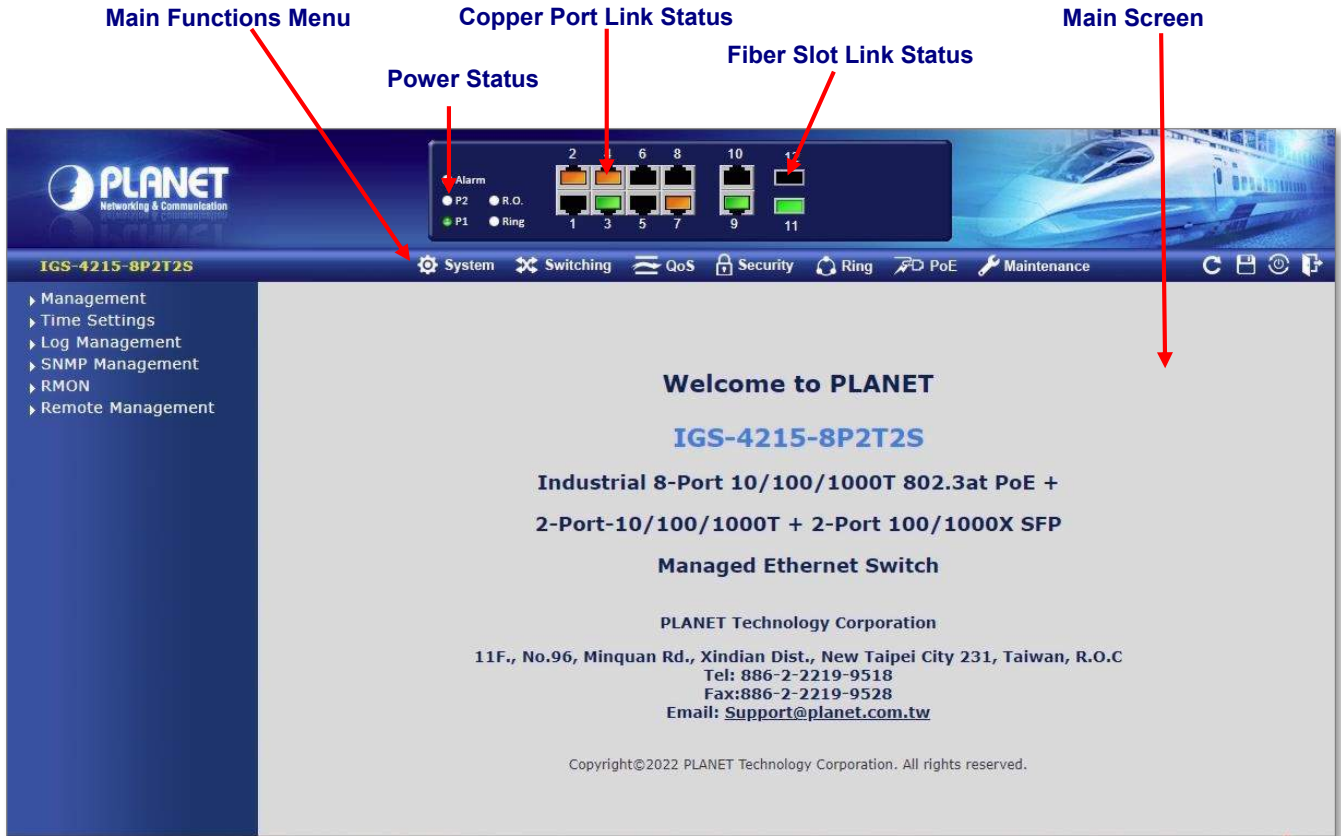 Main Functions Menu
Copper Port Link Status
Main Screen
Fiber Slot Link Status
Power Status
PLANET
Networking & Communication
2 4 6 8 10 12
Alarm
P2 R.O.
P1 Ring
1 3 5 7 9 11
IGS-4215-8P2T2S
System Switching QoS Security Ring PoE Maintenance
Management
Time Settings
Log Management
SNMP Management
RMON
Remote Management
Welcome to PLANET
IGS-4215-8P2T2S
Industrial 8-Port 10/100/1000T 802.3at PoE +
2-Port-10/100/1000T + 2-Port 100/1000X SFP
Managed Ethernet Switch
PLANET Technology Corporation
11F., No.96, Minquan Rd., Xindian Dist., New Taipei City 231, Taiwan, R.O.C
Tel: 886-2-2219-9518
Fax:886-2-2219-9528
Email: Support@planet.com.tw
Copyright©2022 PLANET Technology Corporation. All rights reserved.